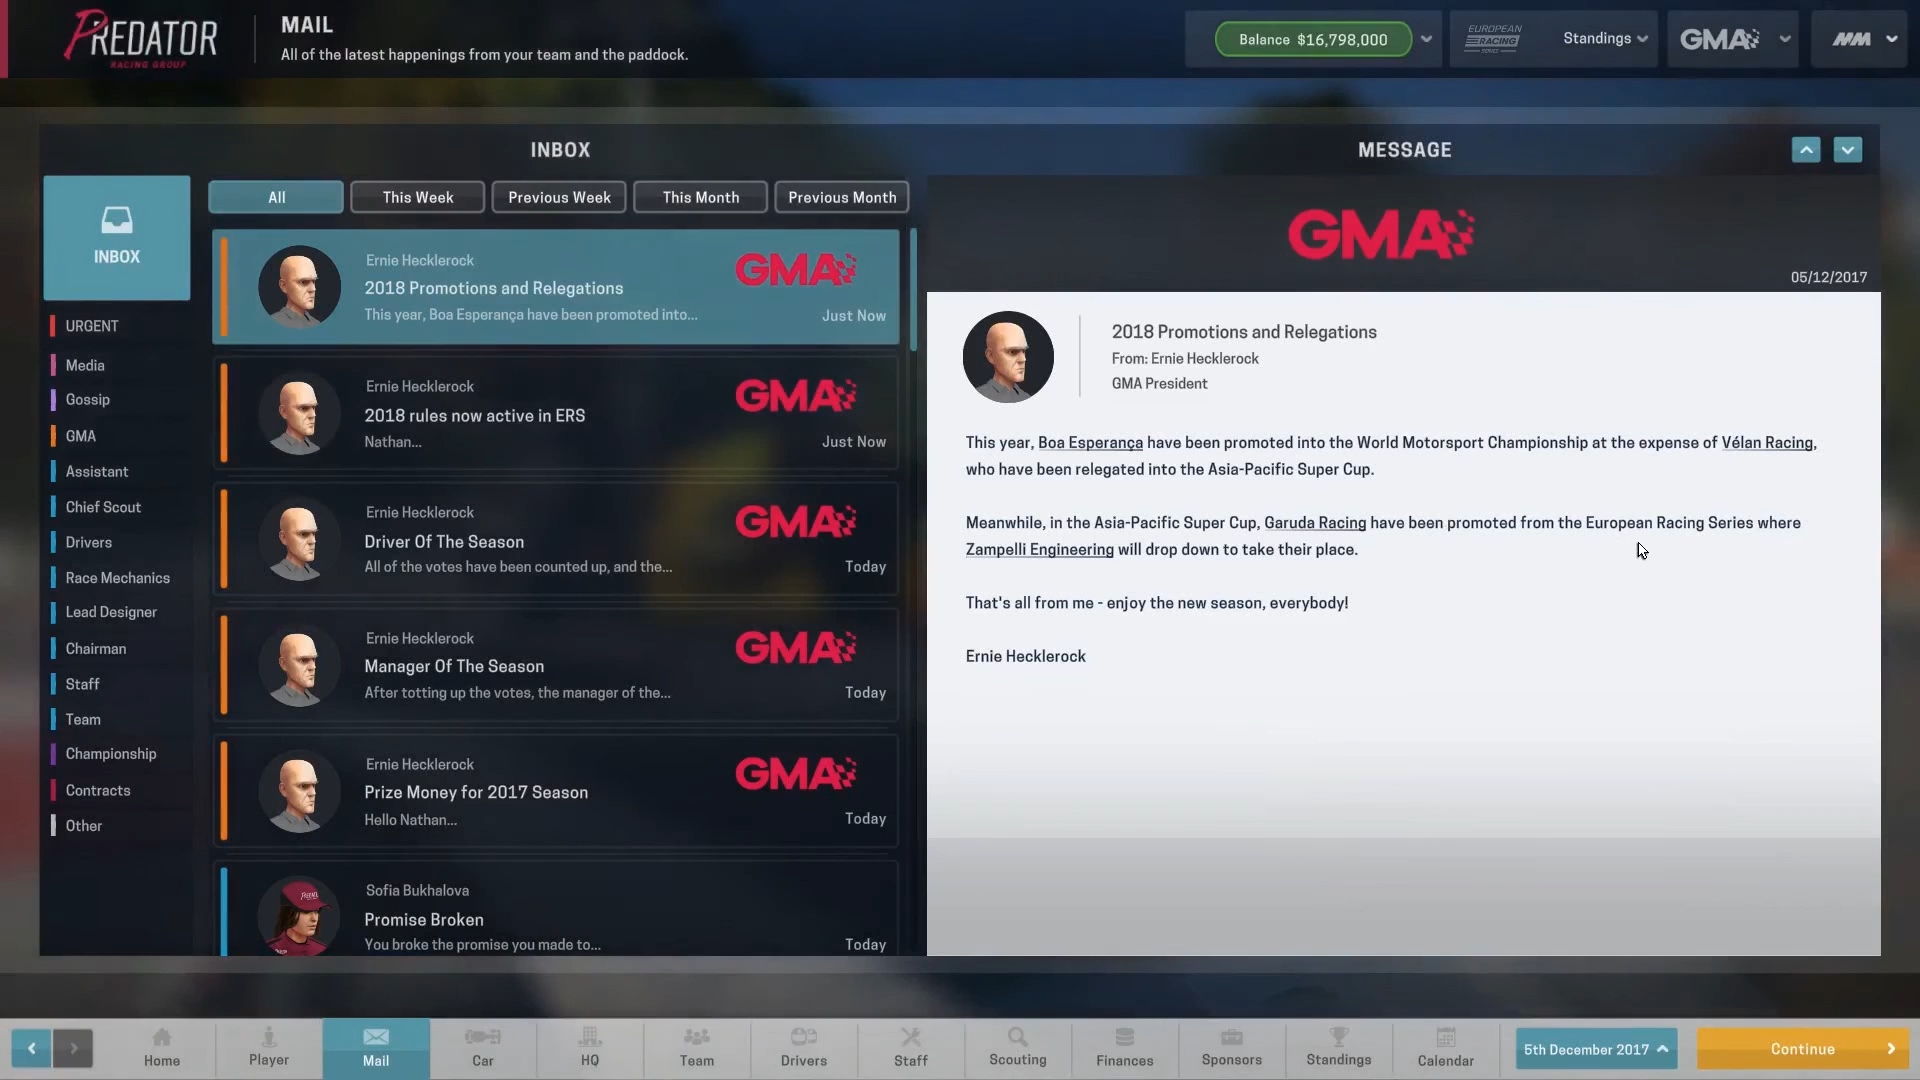 PREDATOR
RACING GROUP
MAIL
All of the latest happenings from your team and the paddock.
Balance $16,798,000
EUROPEAN
RACING
SERIES
Standings
GMA
INBOX
MESSAGE
INBOX
All
This Week
Previous Week
This Month
Previous Month
URGENT
Media
Gossip
GMA
Assistant
Chief Scout
Drivers
Race Mechanics
Lead Designer
Chairman
Staff
Team
Championship
Contracts
Other
Ernie Hecklerock
2018 Promotions and Relegations
This year, Boa Esperança have been promoted into...
GMA
Just Now
Ernie Hecklerock
2018 rules now active in ERS
Nathan...
GMA
Just Now
Ernie Hecklerock
Driver Of The Season
All of the votes have been counted up, and the...
GMA
Today
Ernie Hecklerock
Manager Of The Season
After totting up the votes, the manager of the...
GMA
Today
Ernie Hecklerock
Prize Money for 2017 Season
Hello Nathan...
GMA
Today
Sofia Bukhalova
Promise Broken
You broke the promise you made to...
Today
GMA
05/12/2017
2018 Promotions and Relegations
From: Ernie Hecklerock
GMA President
This year, Boa Esperança have been promoted into the World Motorsport Championship at the expense of Vélan Racing,
who have been relegated into the Asia-Pacific Super Cup.
Meanwhile, in the Asia-Pacific Super Cup, Garuda Racing have been promoted from the European Racing Series where
Zampelli Engineering will drop down to take their place.
That's all from me - enjoy the new season, everybody!
Ernie Hecklerock
Home
Player
Mail
Car
HQ
Team
Drivers
Staff
Scouting
Finances
Sponsors
Standings
Calendar
5th December 2017
Continue